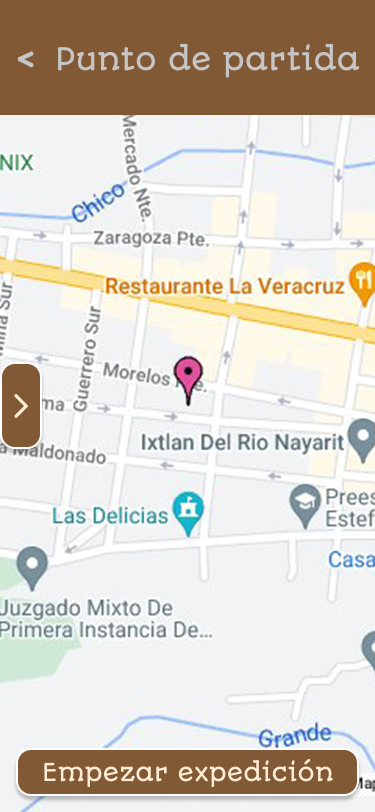 < Punto de partida
Mercado Nte.
NIX
Chico
Zaragoza Pte.
Restaurante La Veracruz
Guerrero Sur
Sur
Morelos
Ixtlan Del Rio Nayarit
Maldonado
Las Delicias
Prees
Estef
Casa
Juzgado Mixto De
Primera Instancia De...
Grande
Empezar expedición